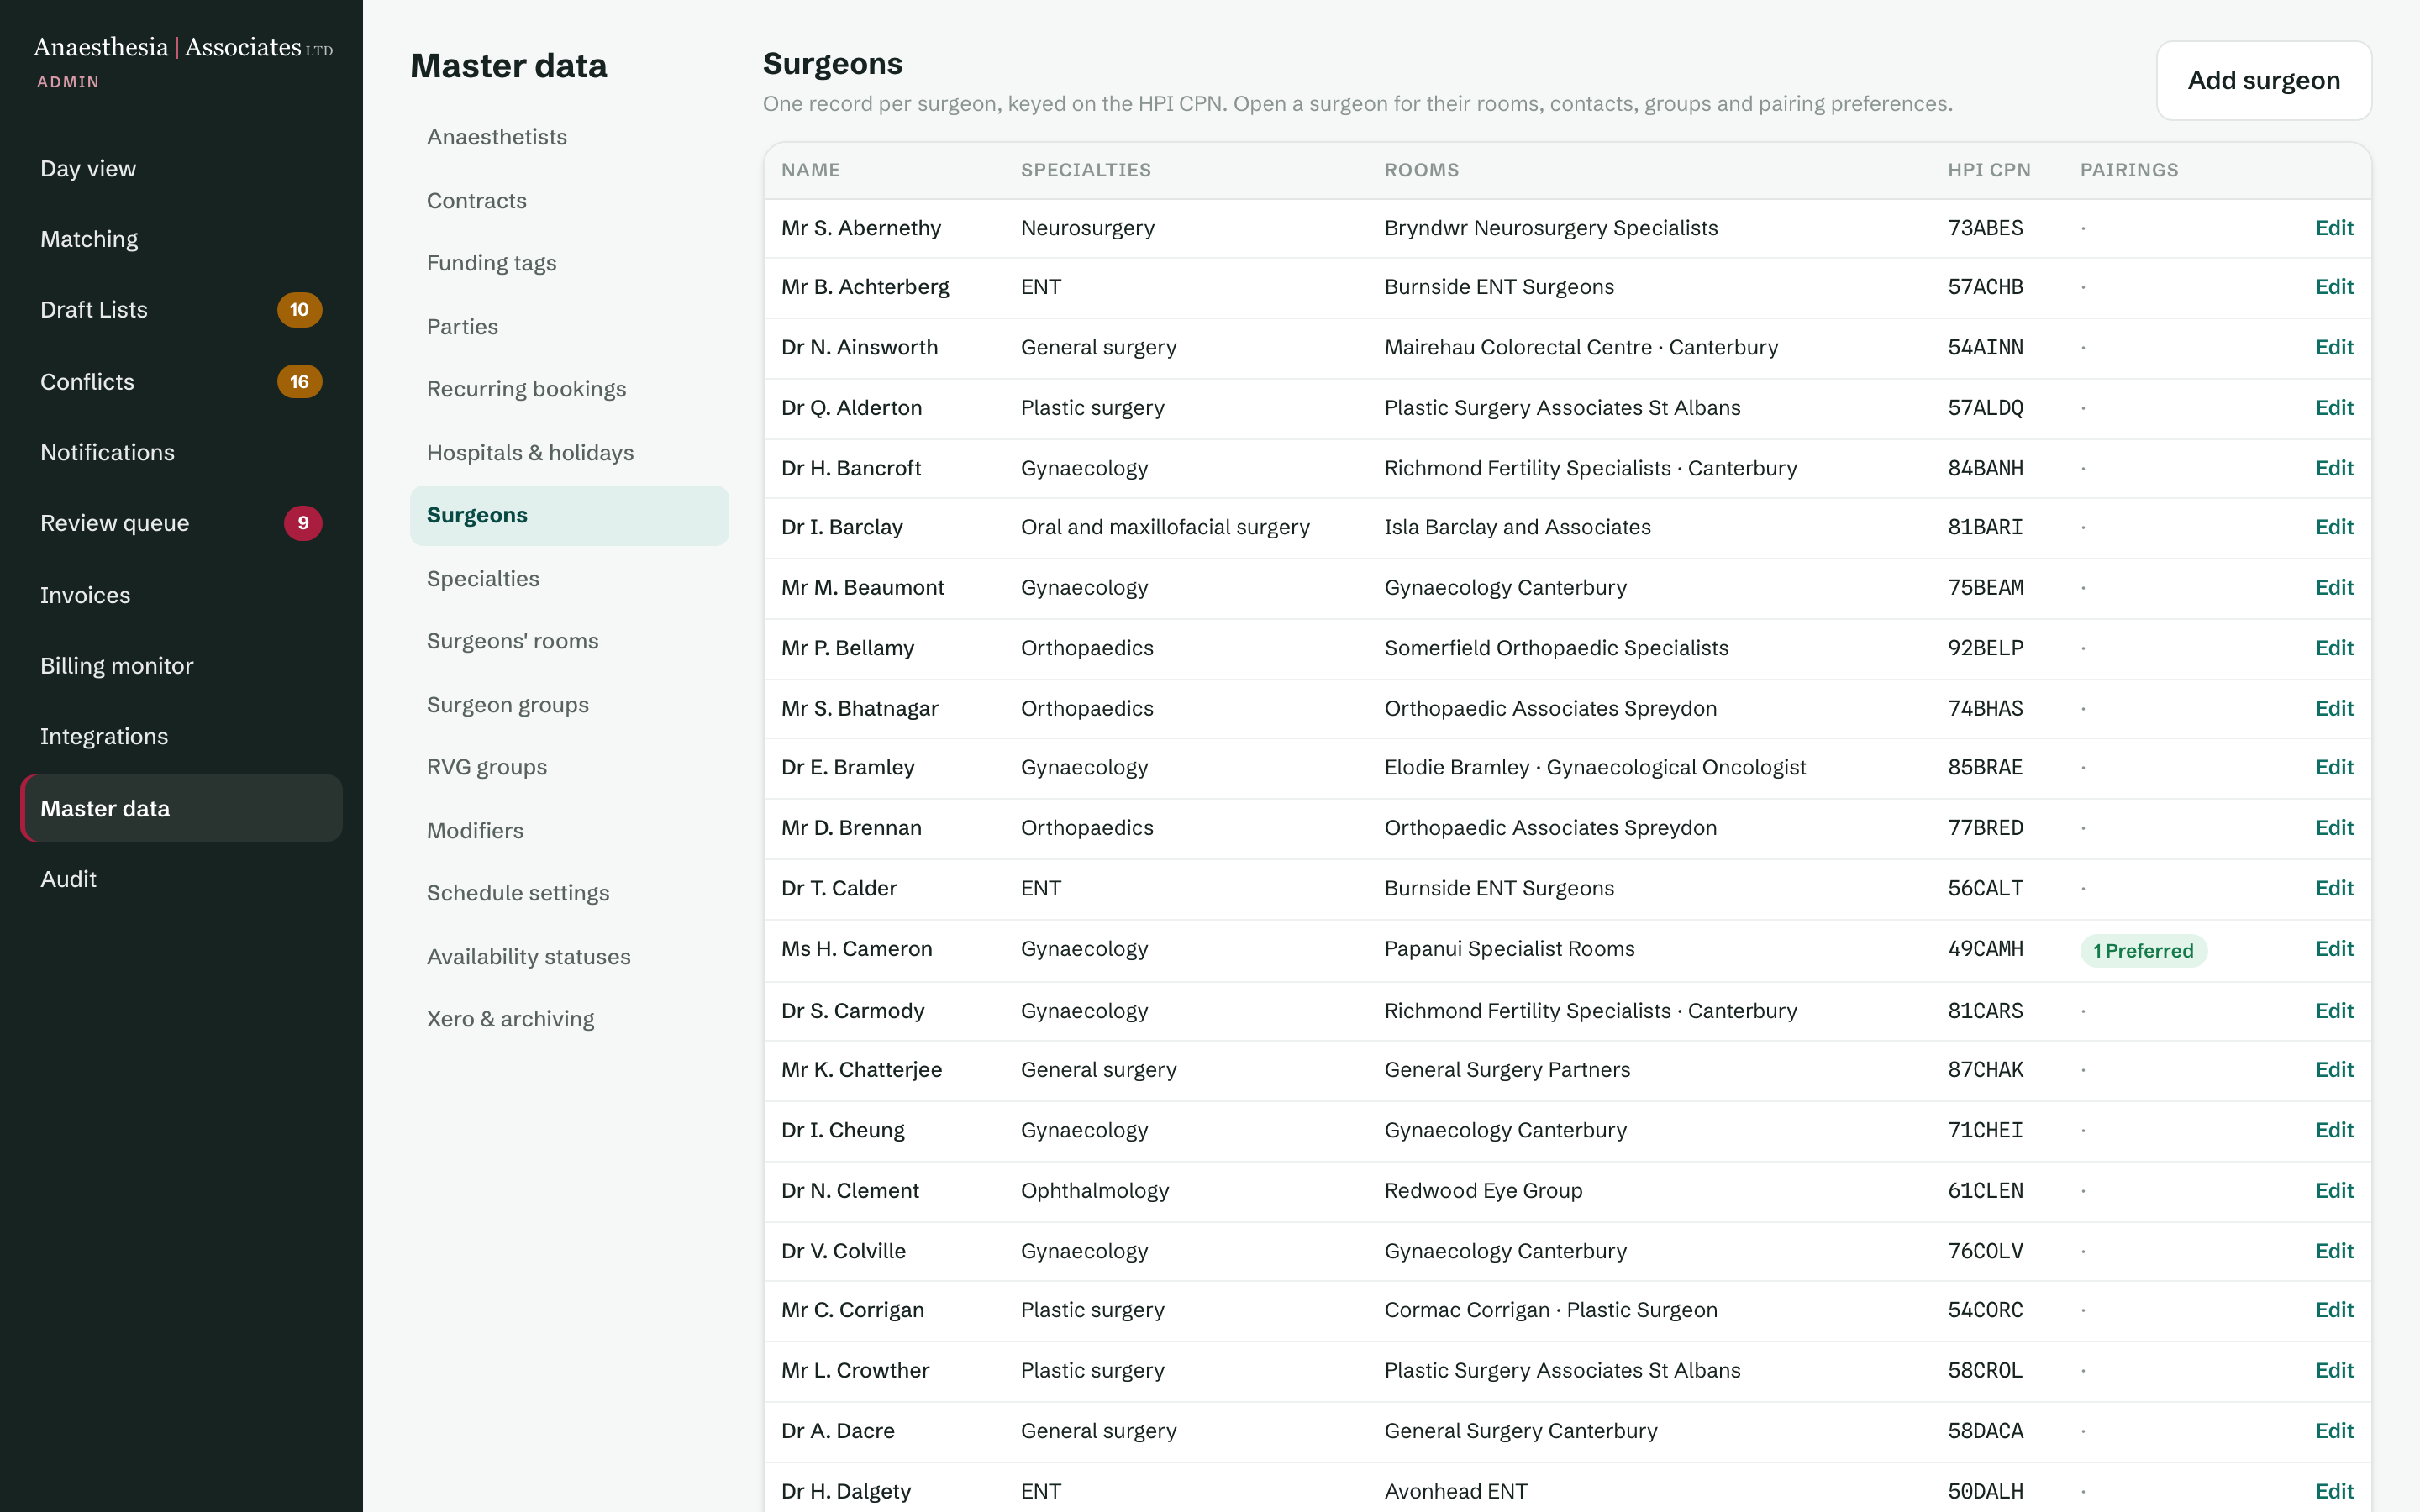 Anaesthesia | Associates LTD
ADMIN
Day view
Matching
Draft Lists 10
Conflicts 16
Notifications
Review queue 9
Invoices
Billing monitor
Integrations
Master data
Audit
Master data
Anaesthetists
Contracts
Funding tags
Parties
Recurring bookings
Hospitals & holidays
Surgeons
Specialties
Surgeons' rooms
Surgeon groups
RVG groups
Modifiers
Schedule settings
Availability statuses
Xero & archiving
Surgeons
One record per surgeon, keyed on the HPI CPN. Open a surgeon for their rooms, contacts, groups and pairing preferences.
Add surgeon
NAME SPECIALTIES ROOMS HPI CPN PAIRINGS
Mr S. Abernethy Neurosurgery Bryndwr Neurosurgery Specialists 73ABES · Edit
Mr B. Achterberg ENT Burnside ENT Surgeons 57ACHB · Edit
Dr N. Ainsworth General surgery Mairehau Colorectal Centre · Canterbury 54AINN · Edit
Dr Q. Alderton Plastic surgery Plastic Surgery Associates St Albans 57ALDQ · Edit
Dr H. Bancroft Gynaecology Richmond Fertility Specialists · Canterbury 84BANH · Edit
Dr I. Barclay Oral and maxillofacial surgery Isla Barclay and Associates 81BARI · Edit
Mr M. Beaumont Gynaecology Gynaecology Canterbury 75BEAM · Edit
Mr P. Bellamy Orthopaedics Somerfield Orthopaedic Specialists 92BELP · Edit
Mr S. Bhatnagar Orthopaedics Orthopaedic Associates Spreydon 74BHAS · Edit
Dr E. Bramley Gynaecology Elodie Bramley · Gynaecological Oncologist 85BRAE · Edit
Mr D. Brennan Orthopaedics Orthopaedic Associates Spreydon 77BRED · Edit
Dr T. Calder ENT Burnside ENT Surgeons 56CALT · Edit
Ms H. Cameron Gynaecology Papanui Specialist Rooms 49CAMH 1 Preferred Edit
Dr S. Carmody Gynaecology Richmond Fertility Specialists · Canterbury 81CARS · Edit
Mr K. Chatterjee General surgery General Surgery Partners 87CHAK · Edit
Dr I. Cheung Gynaecology Gynaecology Canterbury 71CHEI · Edit
Dr N. Clement Ophthalmology Redwood Eye Group 61CLEN · Edit
Dr V. Colville Gynaecology Gynaecology Canterbury 76COLV · Edit
Mr C. Corrigan Plastic surgery Cormac Corrigan · Plastic Surgeon 54CORC · Edit
Mr L. Crowther Plastic surgery Plastic Surgery Associates St Albans 58CROL · Edit
Dr A. Dacre General surgery General Surgery Canterbury 58DACA · Edit
Dr H. Dalgety ENT Avonhead ENT 50DALH · Edit